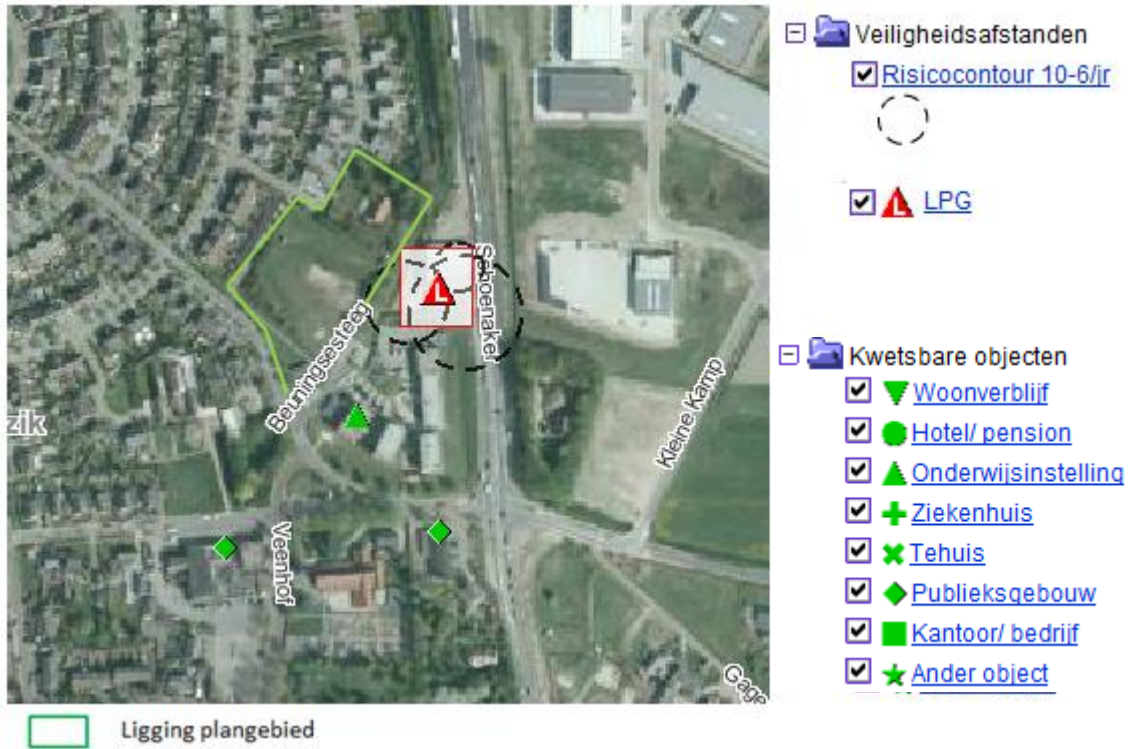 Veiligheidsafstanden
Risicocontour 10-6/jr
L LPG
Kwetsbare objecten
Woonverblijf
Hotel/ pension
Onderwijsinstelling
Ziekenhuis
Tehuis
Publieksgebouw
Kantoor/ bedrijf
Ander object
Schoenaker
L
Beuningsesteeg
Kleine Kamp
zik
Veenhof
Gage
Ligging plangebied